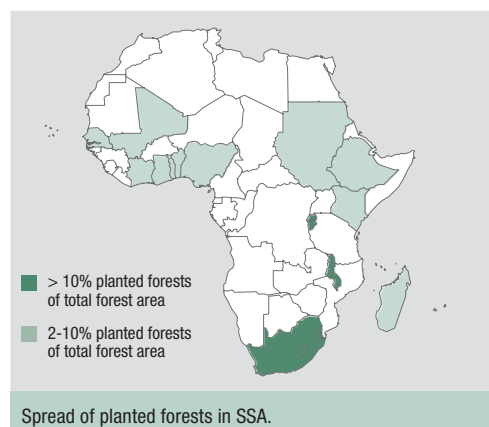 > 10% planted forests
of total forest area
2-10% planted forests
of total forest area
Spread of planted forests in SSA.